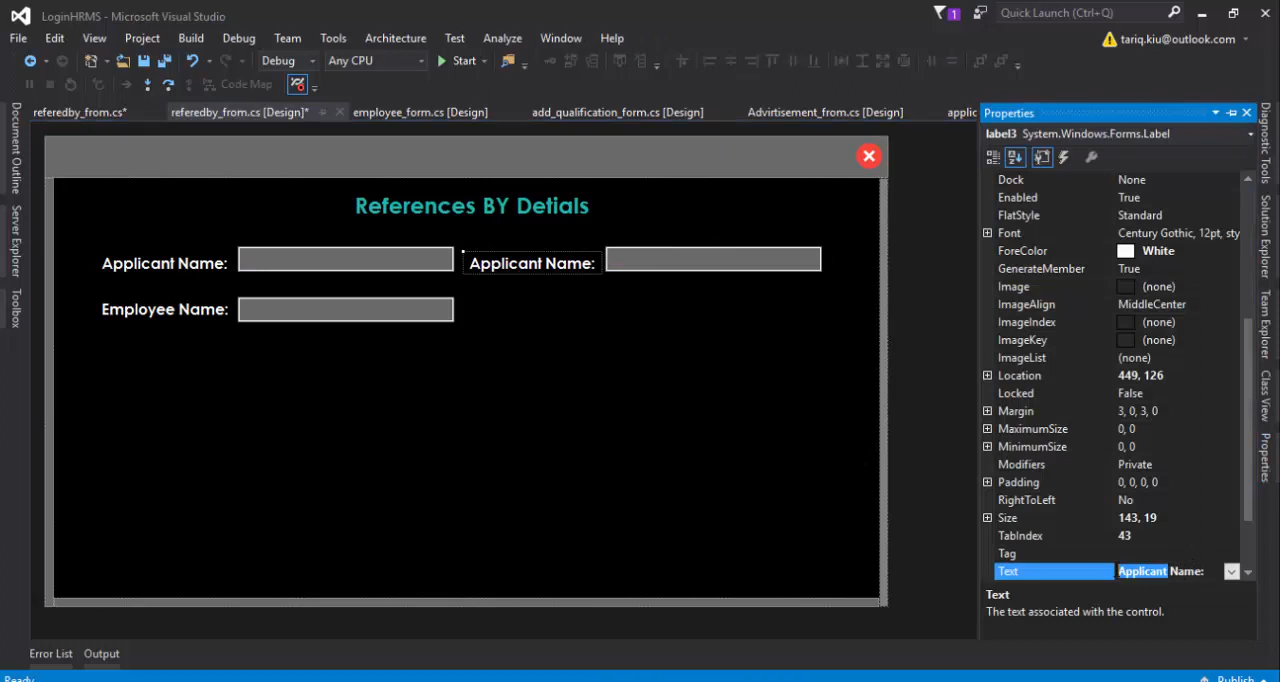 LoginHRMS - Microsoft Visual Studio
1
Quick Launch (Ctrl+Q)
File Edit View Project Build Debug Team Tools Architecture Test Analyze Window Help
tariq.kiu@outlook.com
Debug Any CPU Start
Code Map
referedby_from.cs* referedby_from.cs [Design]* employee_form.cs [Design] add_qualification_form.cs [Design] Advirtisement_from.cs [Design] applic
Document Outline
Server Explorer
Toolbox
References BY Detials
Applicant Name: Applicant Name:
Employee Name:
Properties
label3 System.Windows.Forms.Label
Dock None
Enabled True
FlatStyle Standard
Font Century Gothic, 12pt, sty
ForeColor White
GenerateMember True
Image (none)
ImageAlign MiddleCenter
ImageIndex (none)
ImageKey (none)
ImageList (none)
Location 449, 126
Locked False
Margin 3, 0, 3, 0
MaximumSize 0, 0
MinimumSize 0, 0
Modifiers Private
Padding 0, 0, 0, 0
RightToLeft No
Size 143, 19
TabIndex 43
Tag
Text Applicant Name:
Text
The text associated with the control.
Diagnostic Tools
Solution Explorer
Team Explorer
Class View
Properties
Error List Output
Ready Publish